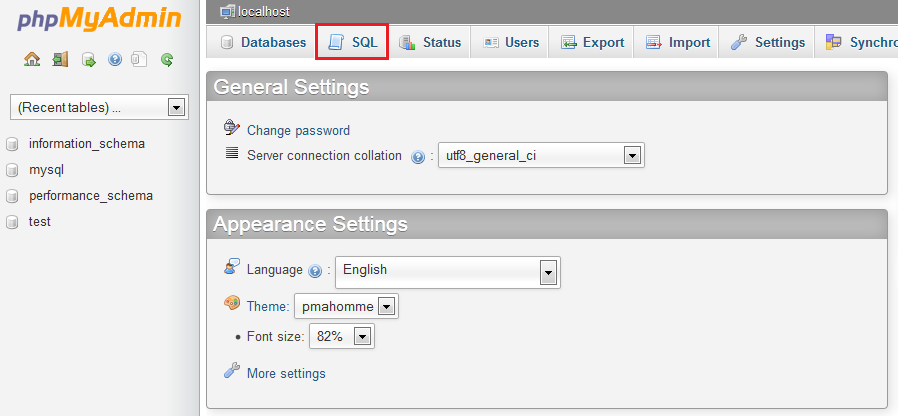 phpMyAdmin
(Recent tables) ...
information_schema
mysql
performance_schema
test
localhost
Databases SQL Status Users Export Import Settings Synchro
General Settings
Change password
Server connection collation : utf8_general_ci
Appearance Settings
Language : English
Theme: pmahomme
• Font size: 82%
More settings